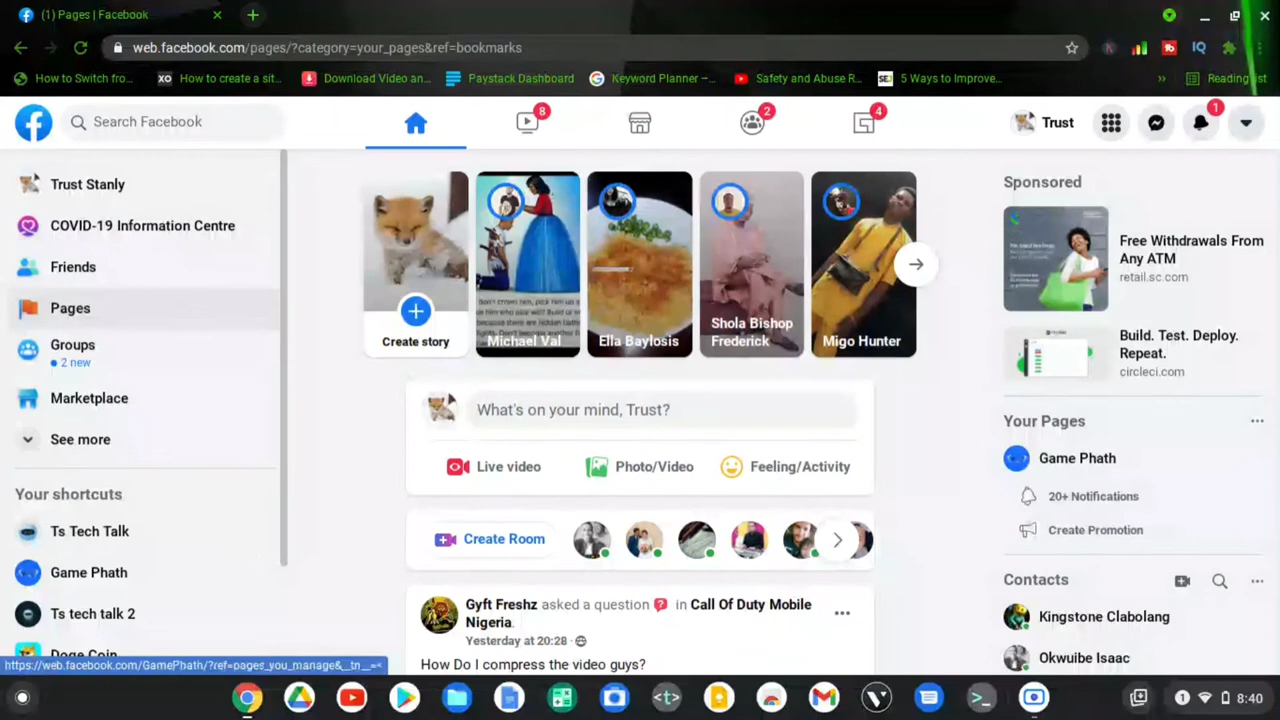 (1) Pages | Facebook
web.facebook.com/pages/?category=your_pages&ref=bookmarks
How to Switch fro...
XO
How to create a sit...
Download Video an...
Paystack Dashboard
Keyword Planner –...
Safety and Abuse R...
5 Ways to Improve...
»
Reading list
Search Facebook
8
2
4
Trust
1
Trust Stanly
COVID-19 Information Centre
Friends
Pages
Groups
2 new
Marketplace
See more
Your shortcuts
Ts Tech Talk
Game Phath
Ts tech talk 2
Doge Coin
https://web.facebook.com/GamePhath/?ref=pages_you_manage&__tn__=<
Create story
Michael Val
Ella Baylosis
Shola Bishop
Frederick
Migo Hunter
What's on your mind, Trust?
Live video
Photo/Video
Feeling/Activity
Create Room
Gyft Freshz asked a question in Call Of Duty Mobile
Nigeria.
Yesterday at 20:28 ·
How Do I compress the video guys?
Sponsored
Free Withdrawals From
Any ATM
retail.sc.com
Build. Test. Deploy.
Repeat.
circleci.com
Your Pages
Game Phath
20+ Notifications
Create Promotion
Contacts
Kingstone Clabolang
Okwuibe Isaac
1
8:40